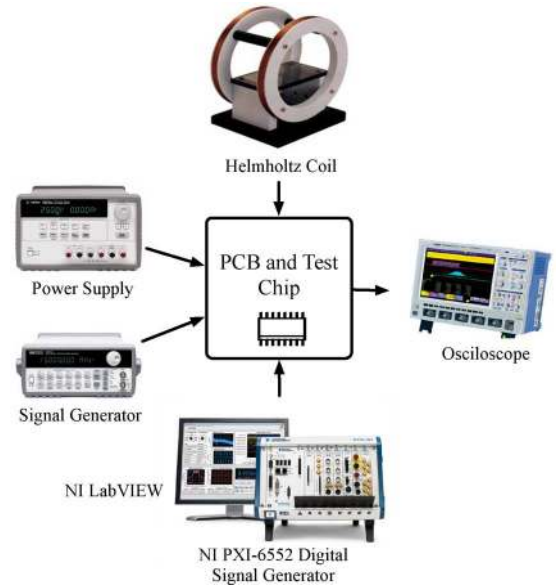 Helmholtz Coil
Power Supply
PCB and Test
Chip
Osciloscope
Signal Generator
NI LabVIEW
NI PXI-6552 Digital
Signal Generator